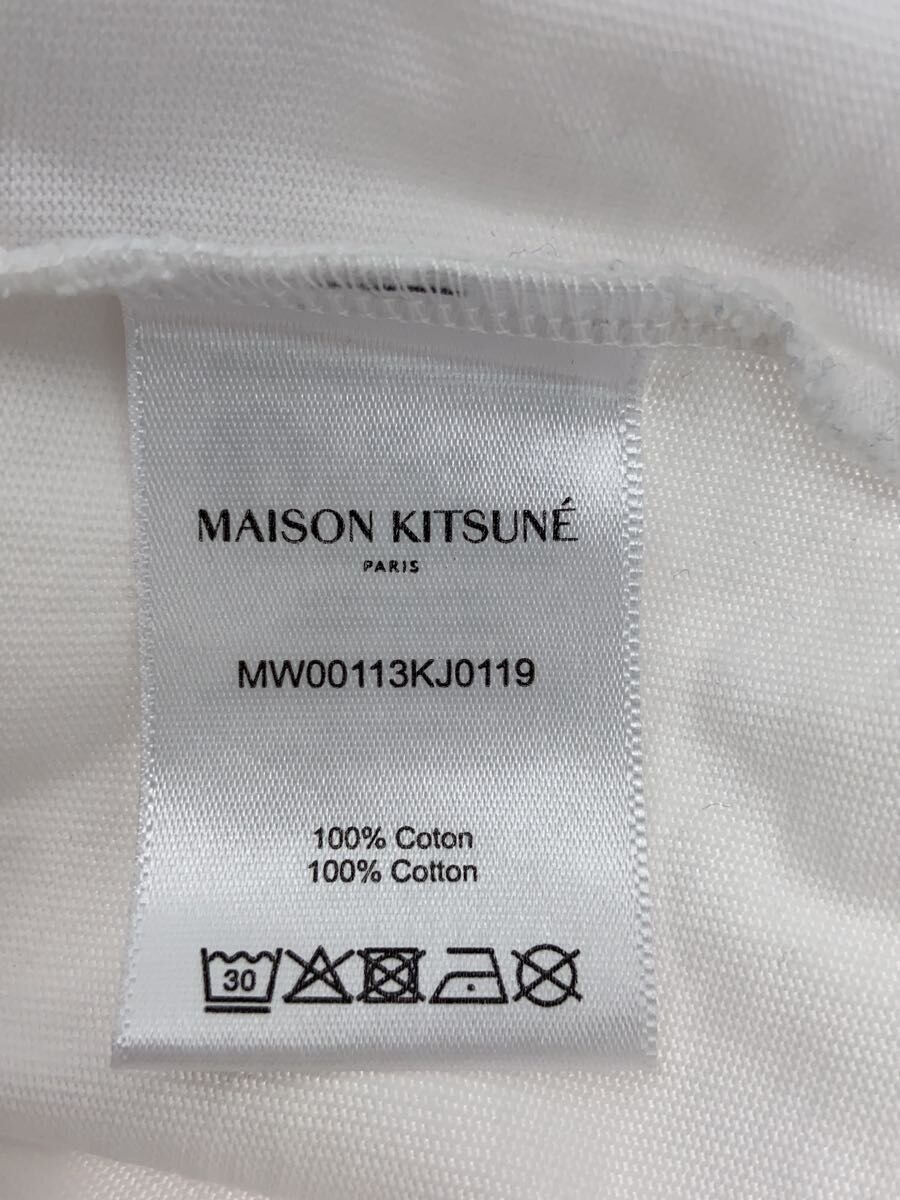 MAISON KITSUNÉ
PARIS
MW00113KJ0119
100% Coton
100% Cotton
30